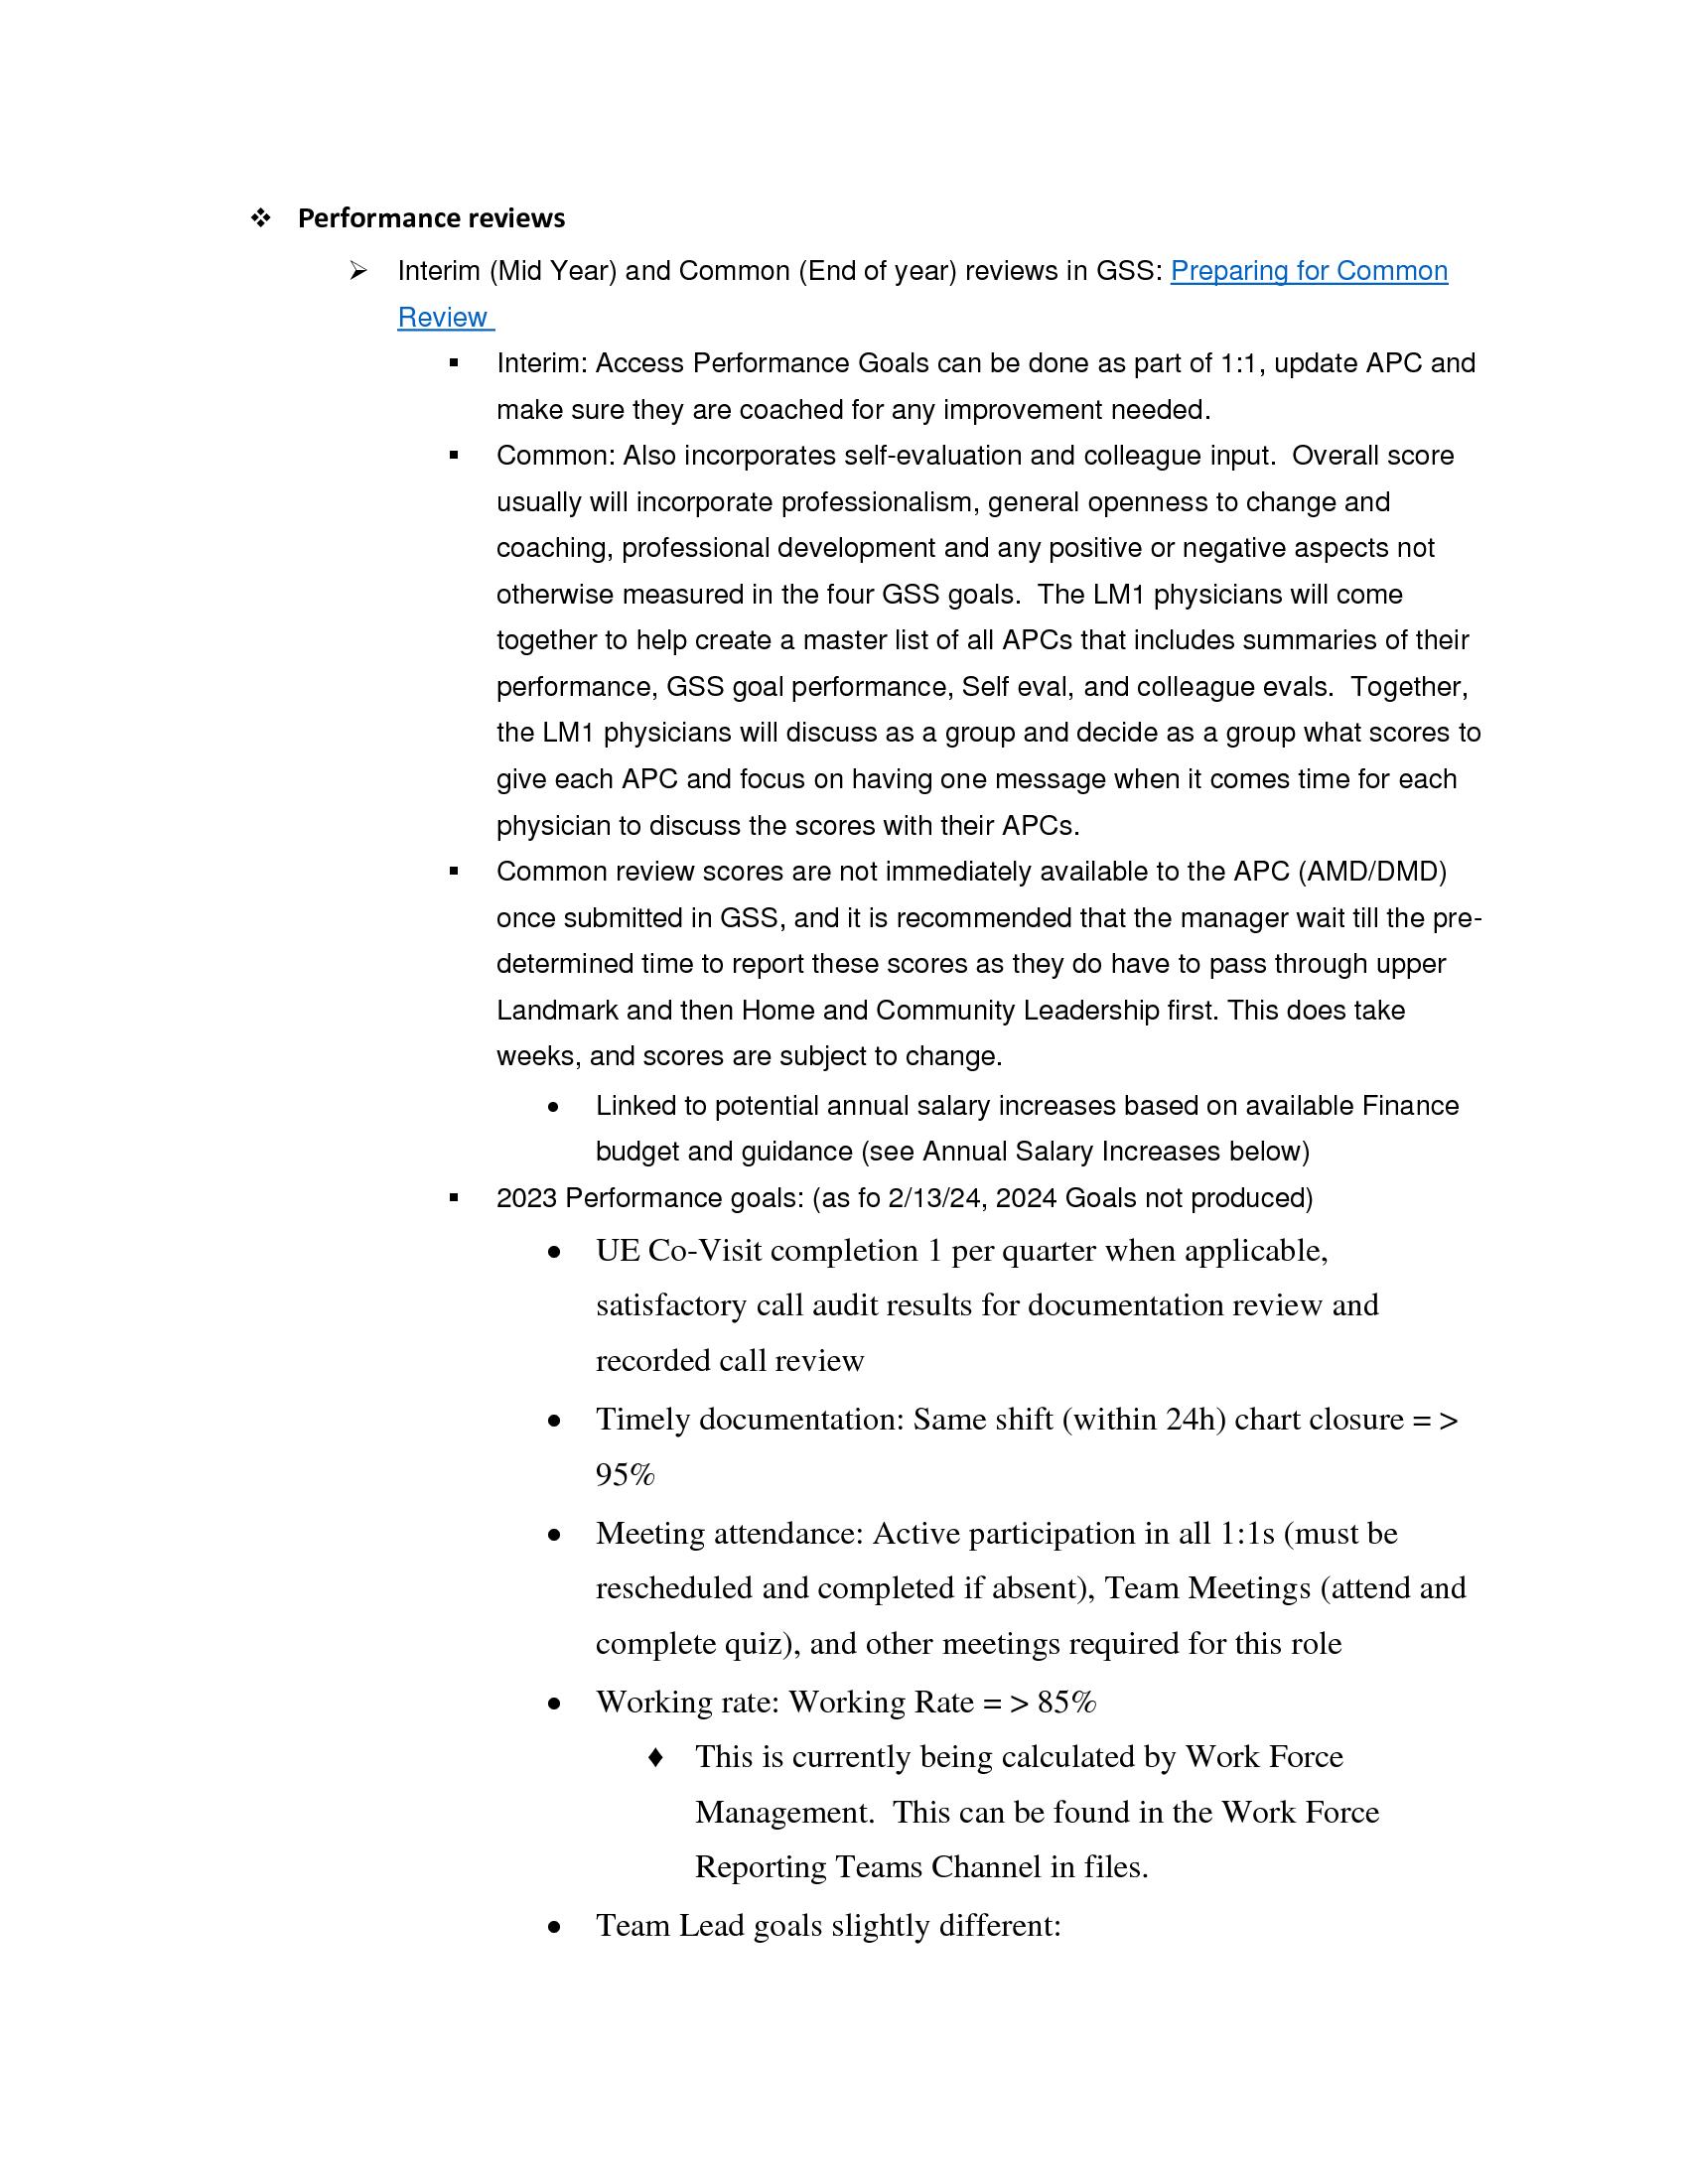 ❖ Performance reviews
➢ Interim (Mid Year) and Common (End of year) reviews in GSS: Preparing for Common
Review
▪ Interim: Access Performance Goals can be done as part of 1:1, update APC and
make sure they are coached for any improvement needed.
▪ Common: Also incorporates self-evaluation and colleague input.  Overall score
usually will incorporate professionalism, general openness to change and
coaching, professional development and any positive or negative aspects not
otherwise measured in the four GSS goals.  The LM1 physicians will come
together to help create a master list of all APCs that includes summaries of their
performance, GSS goal performance, Self eval, and colleague evals.  Together,
the LM1 physicians will discuss as a group and decide as a group what scores to
give each APC and focus on having one message when it comes time for each
physician to discuss the scores with their APCs.
▪ Common review scores are not immediately available to the APC (AMD/DMD)
once submitted in GSS, and it is recommended that the manager wait till the pre-
determined time to report these scores as they do have to pass through upper
Landmark and then Home and Community Leadership first. This does take
weeks, and scores are subject to change.
• Linked to potential annual salary increases based on available Finance
budget and guidance (see Annual Salary Increases below)
▪ 2023 Performance goals: (as fo 2/13/24, 2024 Goals not produced)
• UE Co-Visit completion 1 per quarter when applicable,
satisfactory call audit results for documentation review and
recorded call review
• Timely documentation: Same shift (within 24h) chart closure = >
95%
• Meeting attendance: Active participation in all 1:1s (must be
rescheduled and completed if absent), Team Meetings (attend and
complete quiz), and other meetings required for this role
• Working rate: Working Rate = > 85%
♦ This is currently being calculated by Work Force
Management.  This can be found in the Work Force
Reporting Teams Channel in files.
• Team Lead goals slightly different: